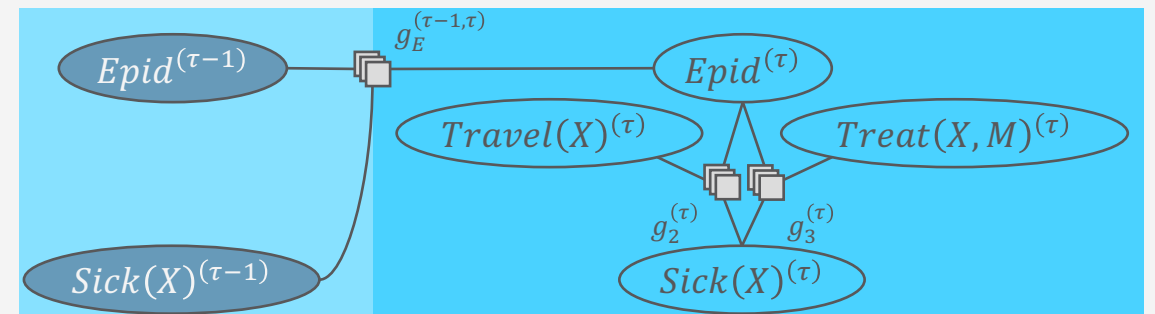 g_E^{(τ−1,τ)}
Epid^{(τ−1)}
Epid^{(τ)}
Travel(X)^{(τ)}
Treat(X, M)^{(τ)}
g_2^{(τ)}
g_3^{(τ)}
Sick(X)^{(τ−1)}
Sick(X)^{(τ)}